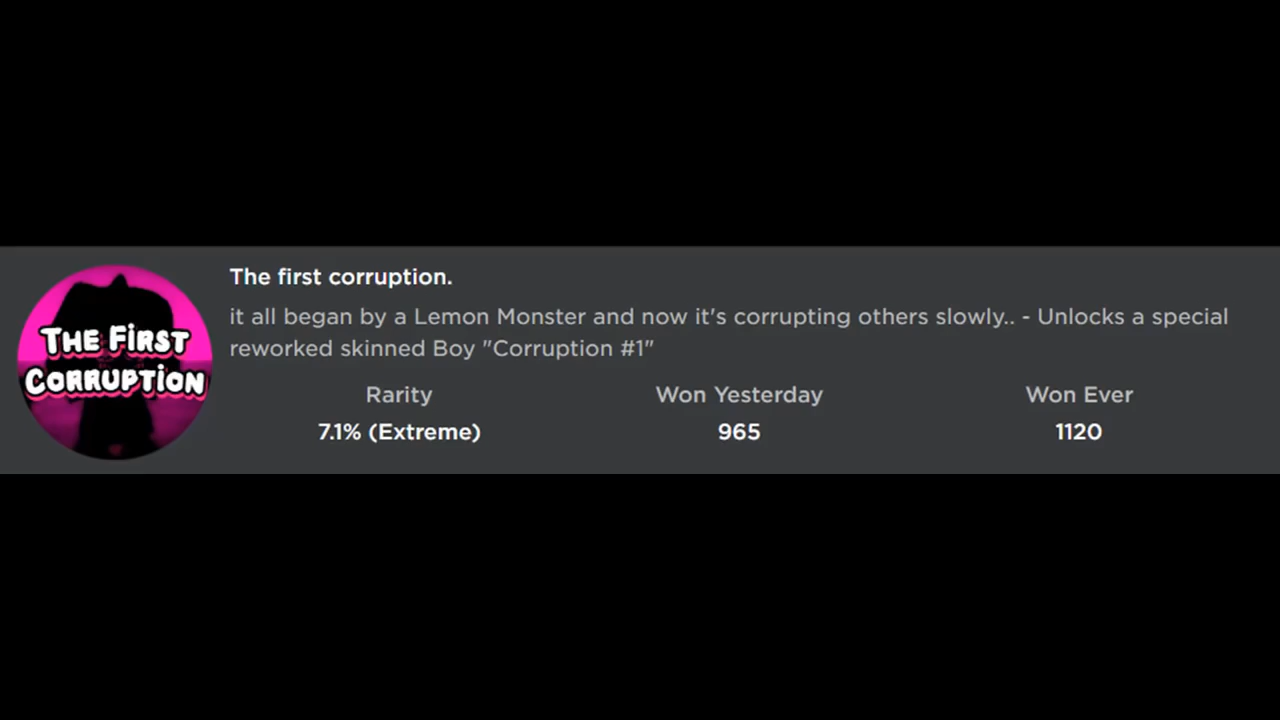 The first corruption.
THE FiRST
CORRUPTiON
it all began by a Lemon Monster and now it's corrupting others slowly.. - Unlocks a special
reworked skinned Boy "Corruption #1"
Rarity
Won Yesterday
Won Ever
7.1% (Extreme)
965
1120